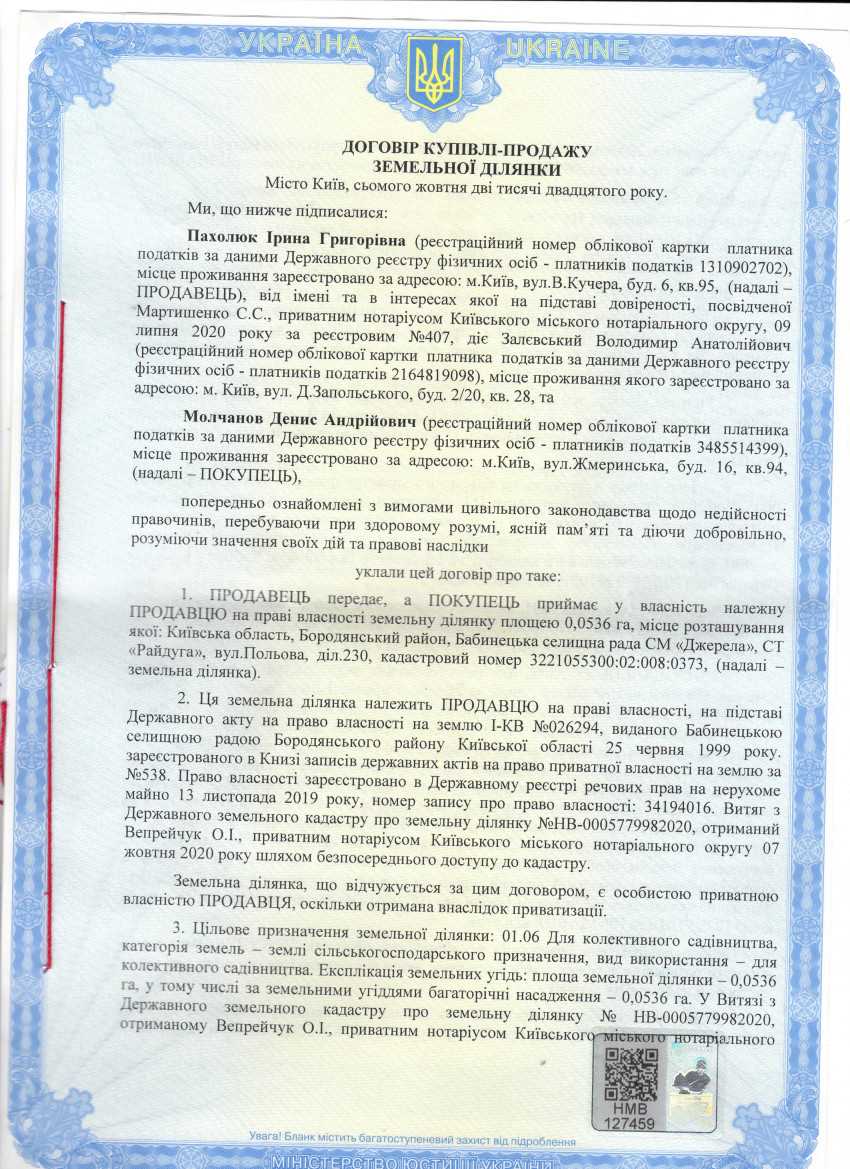 УКРАЇНА UKRAINE
ДОГОВІР КУПІВЛІ-ПРОДАЖУ
ЗЕМЕЛЬНОЇ ДІЛЯНКИ
Місто Київ, сьомого жовтня дві тисячі двадцятого року.
Ми, що нижче підписалися:
Пахолюк Ірина Григорівна (реєстраційний номер облікової картки платника
податків за даними Державного реєстру фізичних осіб - платників податків 1310902702),
місце проживання зареєстровано за адресою: м.Київ, вул.В.Кучера, буд. 6, кв.95, (надалі –
ПРОДАВЕЦЬ), від імені та в інтересах якої на підставі довіреності, посвідченої
Мартишенко С.С., приватним нотаріусом Київського міського нотаріального округу, 09
липня 2020 року за реєстровим №407, діє Залєвський Володимир Анатолійович
(реєстраційний номер облікової картки платника податків за даними Державного реєстру
фізичних осіб - платників податків 2164819098), місце проживання якого зареєстровано за
адресою: м. Київ, вул. Д.Запольського, буд. 2/20, кв. 28, та
Молчанов Денис Андрійович (реєстраційний номер облікової картки платника
податків за даними Державного реєстру фізичних осіб - платників податків 3485514399),
місце проживання зареєстровано за адресою: м.Київ, вул.Жмеринська, буд. 16, кв.94,
(надалі – ПОКУПЕЦЬ),
попередньо ознайомлені з вимогами цивільного законодавства щодо недійсності
правочинів, перебуваючи при здоровому розумі, ясній пам’яті та діючи добровільно,
розуміючи значення своїх дій та правові наслідки
уклали цей договір про таке:
1. ПРОДАВЕЦЬ передає, а ПОКУПЕЦЬ приймає у власність належну
ПРОДАВЦЮ на праві власності земельну ділянку площею 0,0536 га, місце розташування
якої: Київська область, Бородянський район, Бабинецька селищна рада СМ «Джерела», СТ
«Райдуга», вул.Польова, діл.230, кадастровий номер 3221055300:02:008:0373, (надалі –
земельна ділянка).
2. Ця земельна ділянка належить ПРОДАВЦЮ на праві власності, на підставі
Державного акту на право власності на землю І-КВ №026294, виданого Бабинецькою
селищною радою Бородянського району Київської області 25 червня 1999 року.
зареєстрованого в Книзі записів державних актів на право приватної власності на землю за
№538. Право власності зареєстровано в Державному реєстрі речових прав на нерухоме
майно 13 листопада 2019 року, номер запису про право власності: 34194016. Витяг з
Державного земельного кадастру про земельну ділянку №НВ-0005779982020, отриманий
Вепрейчук О.І., приватним нотаріусом Київського міського нотаріального округу 07
жовтня 2020 року шляхом безпосереднього доступу до кадастру.
Земельна ділянка, що відчужується за цим договором, є особистою приватною
власністю ПРОДАВЦЯ, оскільки отримана внаслідок приватизації.
3. Цільове призначення земельної ділянки: 01.06 Для колективного садівництва,
категорія земель – землі сільськогосподарського призначення, вид використання – для
колективного садівництва. Експлікація земельних угідь: площа земельної ділянки – 0,0536
га, у тому числі за земельними угіддями багаторічні насадження – 0,0536 га. У Витязі з
Державного земельного кадастру про земельну ділянку № НВ-0005779982020,
отриманому Вепрейчук О.І., приватним нотаріусом Київського міського нотаріального
НМВ
127459
Увага! Бланк містить багатоступеневий захист від підроблення
МІНІСТЕРСТВО ЮСТИЦІЇ УКРАЇНИ